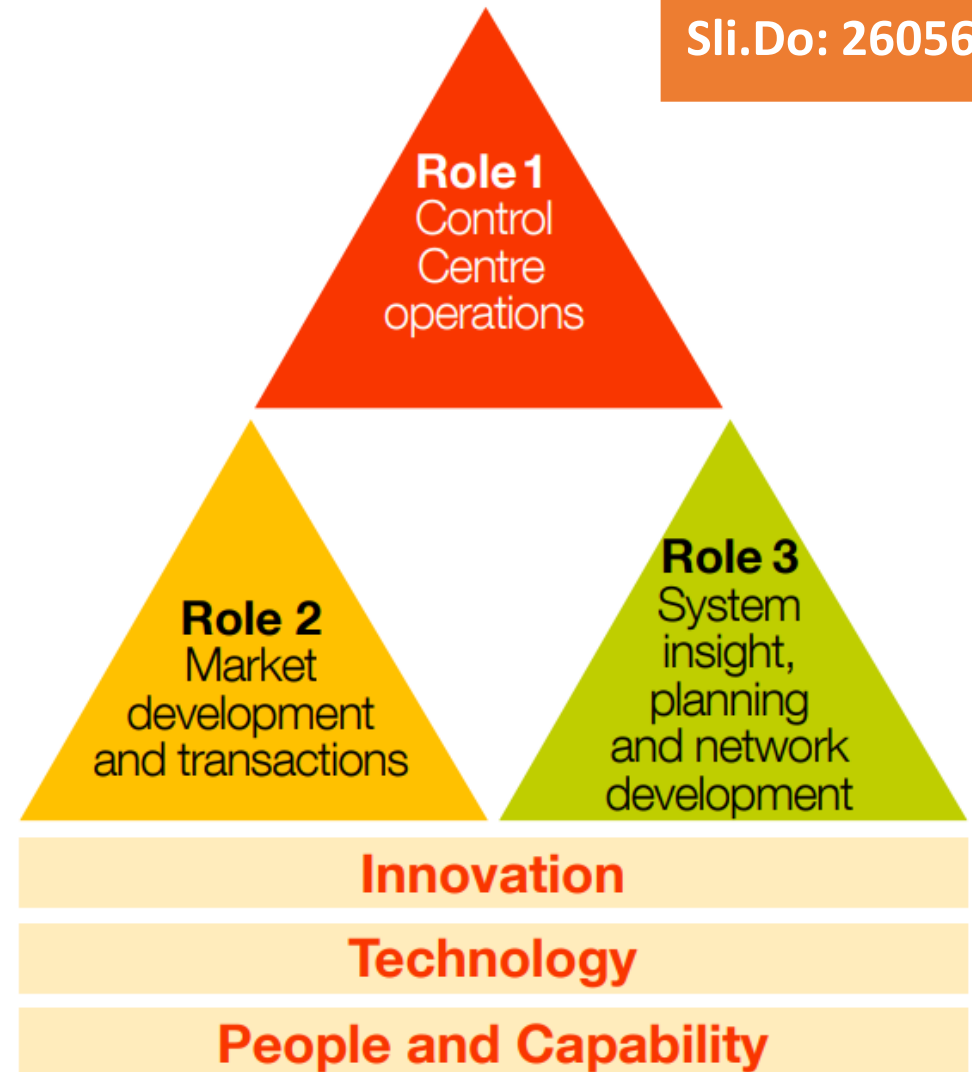 Sli.Do: 26056
Role 1
Control
Centre
operations
Role 2
Market
development
and transactions
Role 3
System
insight,
planning
and network
development
Innovation
Technology
People and Capability